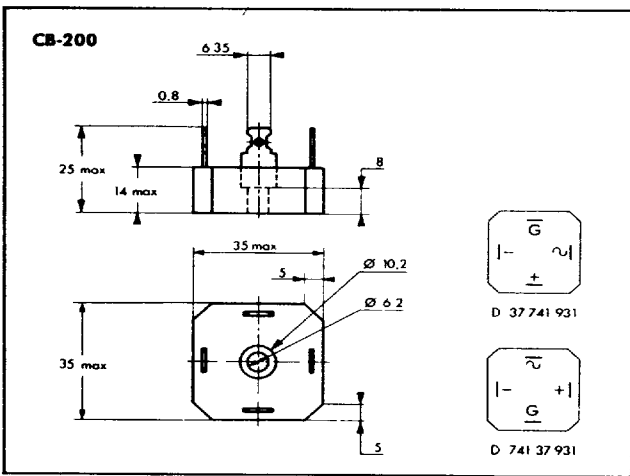 CB-200
6.35
0.8
25 max
14 max
8
35 max
5
Ø 10,2
Ø 6.2
35 max
5
G
|- ~|
+
D 37 741 931
~
|- +|
G
D 741 37 931